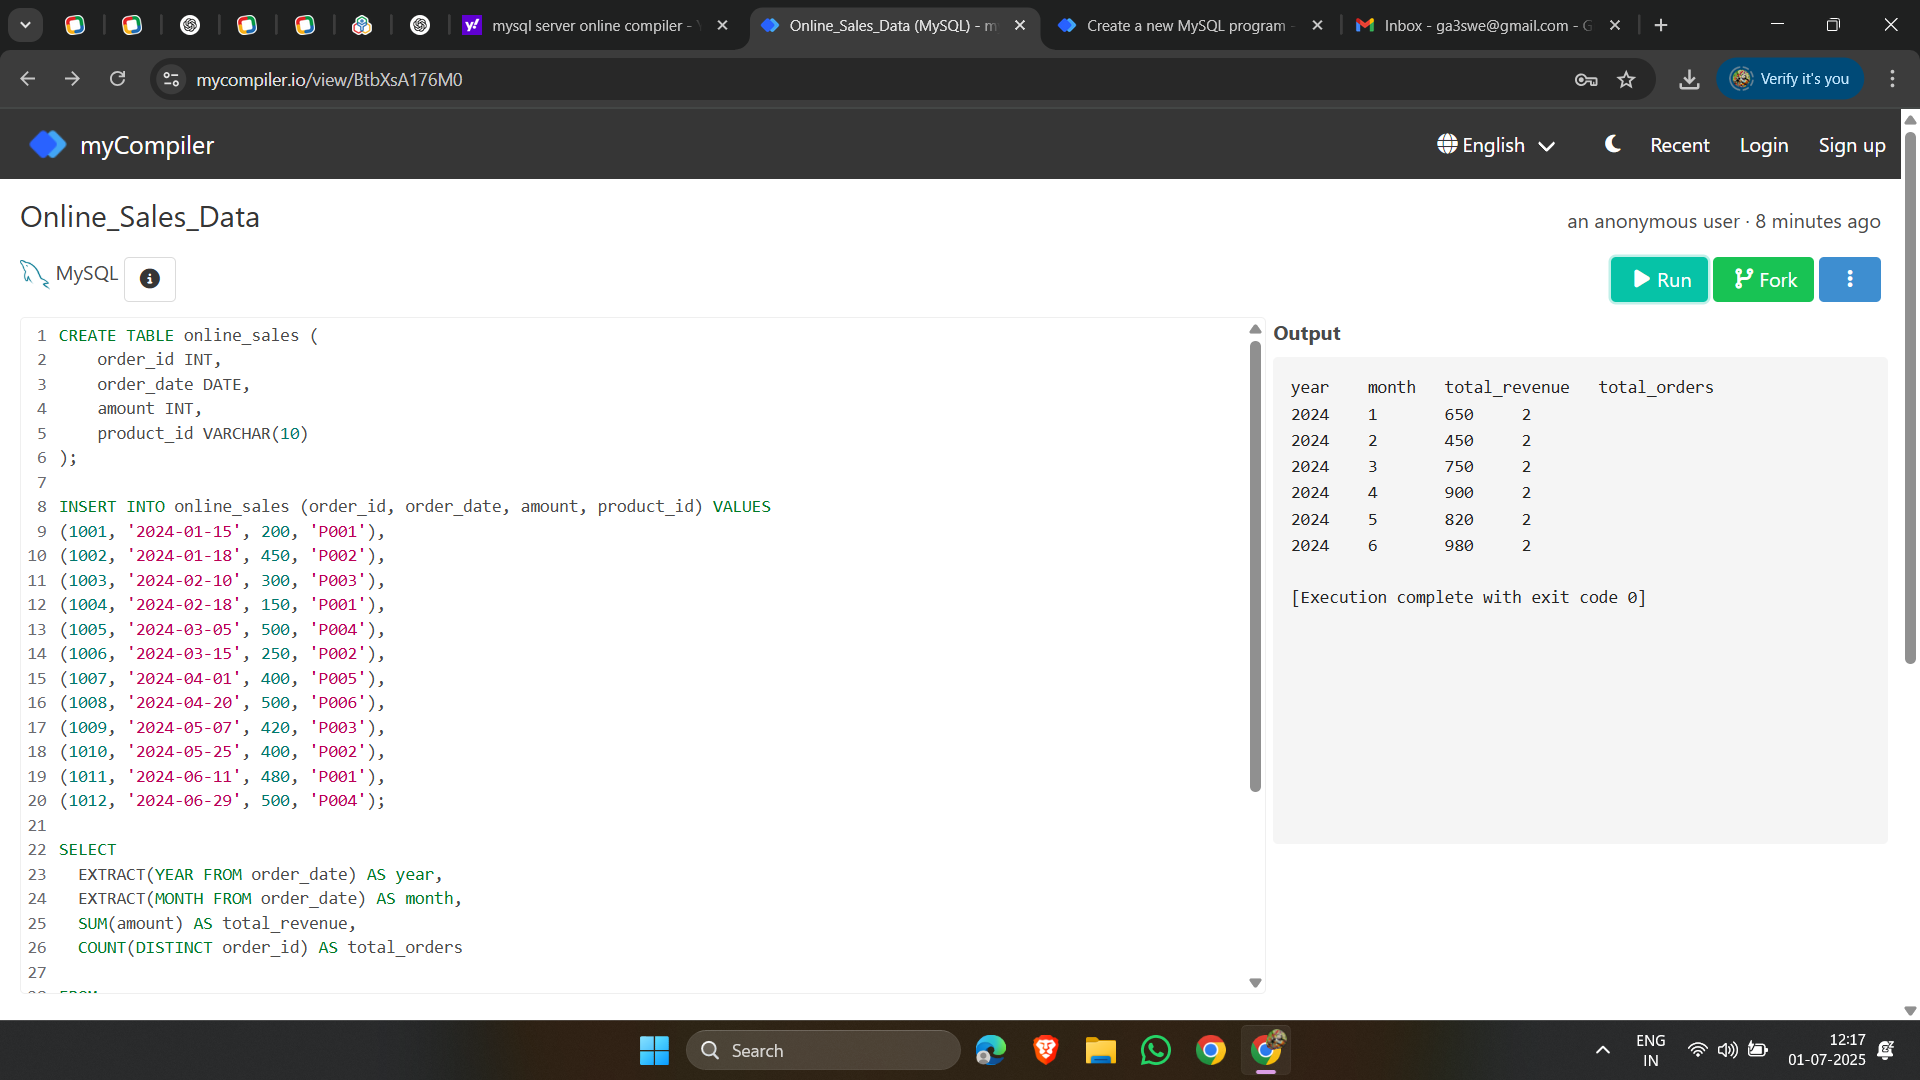 mysql server online compiler - Y
Online_Sales_Data (MySQL) - m
Create a new MySQL program -
Inbox - ga3swe@gmail.com - G
mycompiler.io/view/BtbXsA176M0
Verify it's you
myCompiler
English
Recent
Login
Sign up
Online_Sales_Data
an anonymous user · 8 minutes ago
MySQL
Run
Fork
1 CREATE TABLE online_sales (
2 order_id INT,
3 order_date DATE,
4 amount INT,
5 product_id VARCHAR(10)
6 );
7
8 INSERT INTO online_sales (order_id, order_date, amount, product_id) VALUES
9 (1001, '2024-01-15', 200, 'P001'),
10 (1002, '2024-01-18', 450, 'P002'),
11 (1003, '2024-02-10', 300, 'P003'),
12 (1004, '2024-02-18', 150, 'P001'),
13 (1005, '2024-03-05', 500, 'P004'),
14 (1006, '2024-03-15', 250, 'P002'),
15 (1007, '2024-04-01', 400, 'P005'),
16 (1008, '2024-04-20', 500, 'P006'),
17 (1009, '2024-05-07', 420, 'P003'),
18 (1010, '2024-05-25', 400, 'P002'),
19 (1011, '2024-06-11', 480, 'P001'),
20 (1012, '2024-06-29', 500, 'P004');
21
22 SELECT
23 EXTRACT(YEAR FROM order_date) AS year,
24 EXTRACT(MONTH FROM order_date) AS month,
25 SUM(amount) AS total_revenue,
26 COUNT(DISTINCT order_id) AS total_orders
27
28 FROM
Output
year month total_revenue total_orders
2024 1 650 2
2024 2 450 2
2024 3 750 2
2024 4 900 2
2024 5 820 2
2024 6 980 2
[Execution complete with exit code 0]
Search
ENG
IN
12:17
01-07-2025